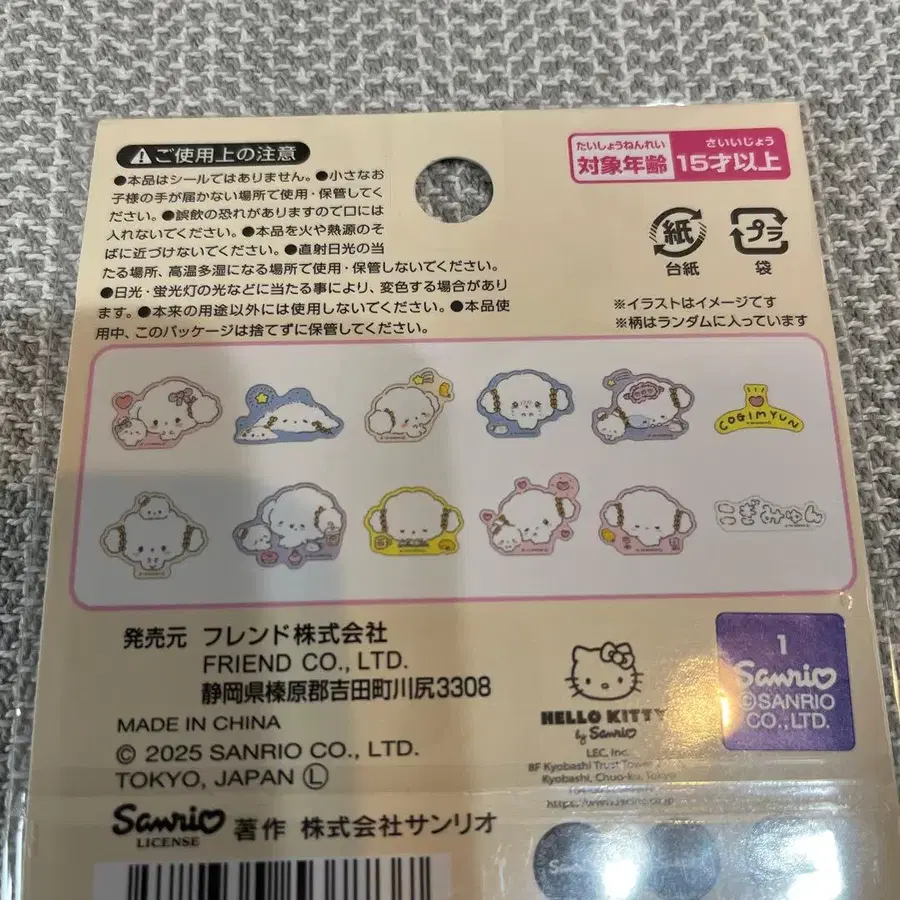 ご使用上の注意
●本品はシールではありません。●小さなお
子様の手が届かない場所で使用・保管してく
ださい。●誤飲の恐れがありますので口には
入れないでください。●本品を火や熱源のそ
ばに近づけないでください。●直射日光の当
たる場所、高温多湿になる場所で使用・保管しないでください。
●日光・蛍光灯の光などに当たる事により、変色する場合があり
ます。●本来の用途以外には使用しないでください。●本品使
用中、このパッケージは捨てずに保管してください。
たいしょうねんれい
対象年齢
さいいじょう
15才以上
紙
台紙
プラ
袋
※イラストはイメージです
※柄はランダムに入っています
COGIMYUN
こぎみゅん
発売元 フレンド株式会社
FRIEND CO., LTD.
静岡県榛原郡吉田町川尻3308
MADE IN CHINA
© 2025 SANRIO CO., LTD.
TOKYO, JAPAN Ⓛ
Sanrio
LICENSE
著作 株式会社サンリオ
HELLO KITTY
by Sanrio
LEC, Inc.
8F Kyobashi Trust Tower
Kyobashi, Chuo-ku, Tokyo
1
Sanrio
©SANRIO
CO., LTD.